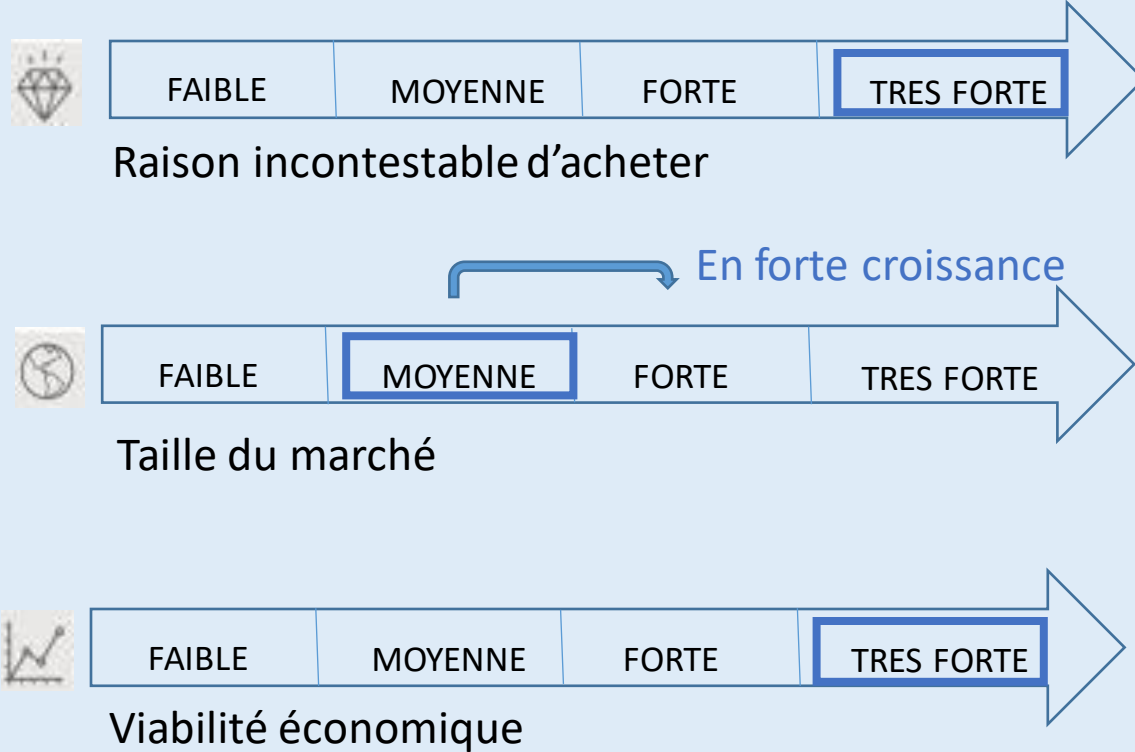 FAIBLE MOYENNE FORTE TRES FORTE
Raison incontestable d'acheter
En forte croissance
FAIBLE MOYENNE FORTE TRES FORTE
Taille du marché
FAIBLE MOYENNE FORTE TRES FORTE
Viabilité économique